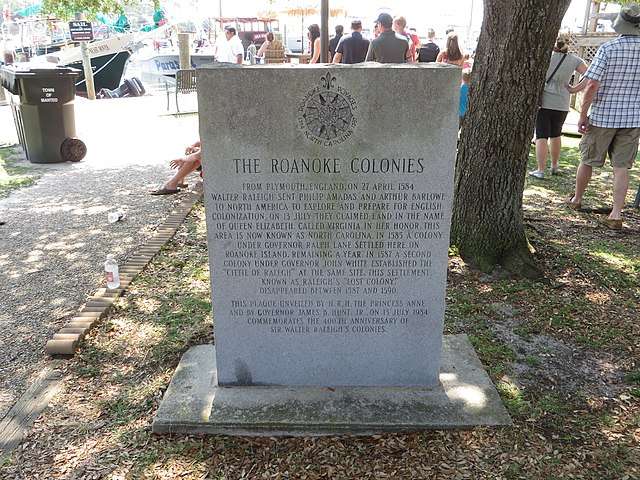 SAIL
TOWN OF
MANTEO
THE ROANOKE COLONIES
FROM PLYMOUTH, ENGLAND, ON 27 APRIL 1584
WALTER RALEIGH SENT PHILIP AMADAS AND ARTHUR BARLOWE
TO NORTH AMERICA TO EXPLORE AND PREPARE FOR ENGLISH
COLONIZATION. ON 13 JULY THEY CLAIMED LAND IN THE NAME
OF QUEEN ELIZABETH, CALLED VIRGINIA IN HER HONOR. THIS
AREA IS NOW KNOWN AS NORTH CAROLINA. IN 1585 A COLONY
UNDER GOVERNOR RALPH LANE SETTLED HERE ON
ROANOKE ISLAND, REMAINING A YEAR. IN 1587 A SECOND
COLONY UNDER GOVERNOR JOHN WHITE ESTABLISHED THE
"CITTIE OF RALEIGH" AT THE SAME SITE. THIS SETTLEMENT,
KNOWN AS RALEIGH'S "LOST COLONY,"
DISAPPEARED BETWEEN 1587 AND 1590.
THIS PLAQUE UNVEILED BY H.R.H. THE PRINCESS ANNE
AND BY GOVERNOR JAMES B. HUNT, JR., ON 13 JULY 1984
COMMEMORATES THE 400TH ANNIVERSARY OF
SIR WALTER RALEIGH'S COLONIES.